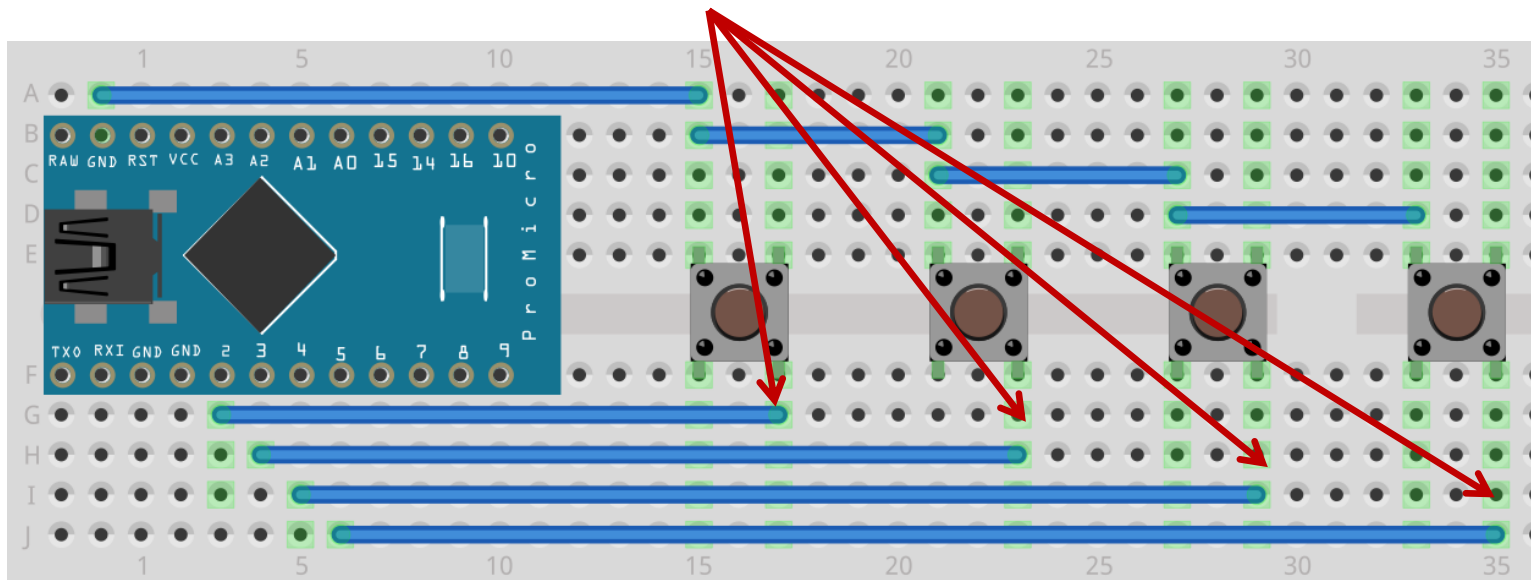 1 5 10 15 20 25 30 35
A
B
RAW GND RST VCC A3 A2 A1 A0 15 14 16 10
C
D
E
ProMicro
TX0 RXI GND GND 2 3 4 5 6 7 8 9
F
G
H
I
J
1 5 10 15 20 25 30 35